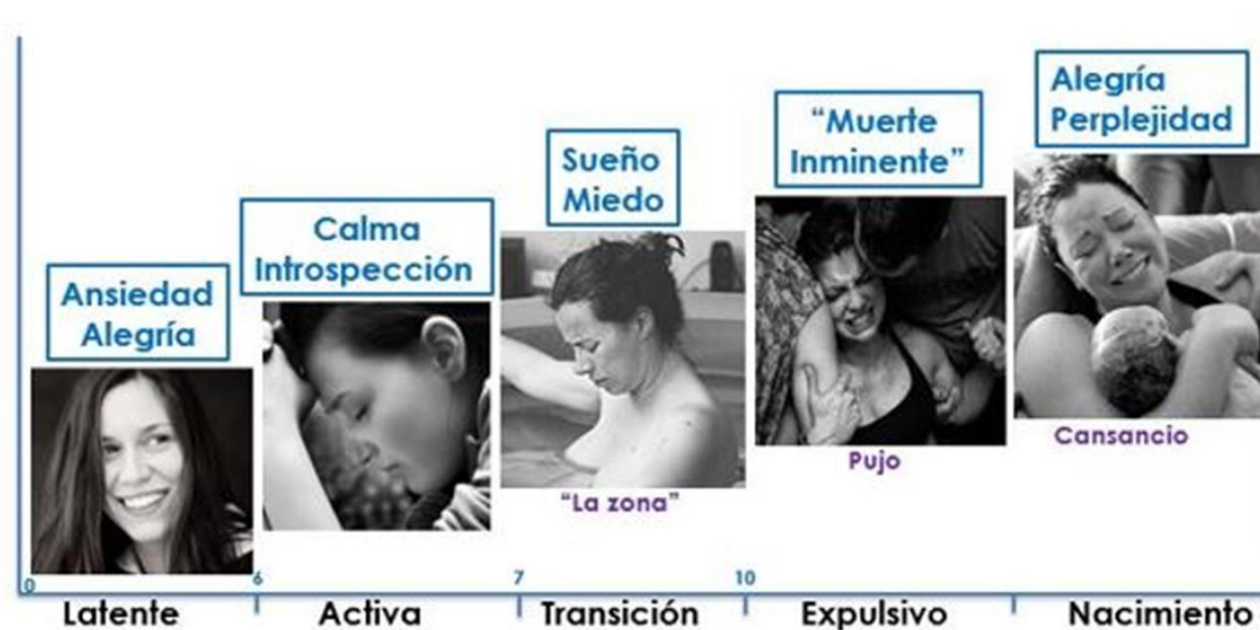 Ansiedad
Alegría
Calma
Introspección
Sueño
Miedo
“Muerte
Inminente”
Alegría
Perplejidad
“La zona”
Pujo
Cansancio
0
6
7
10
Latente
Activa
Transición
Expulsivo
Nacimiento